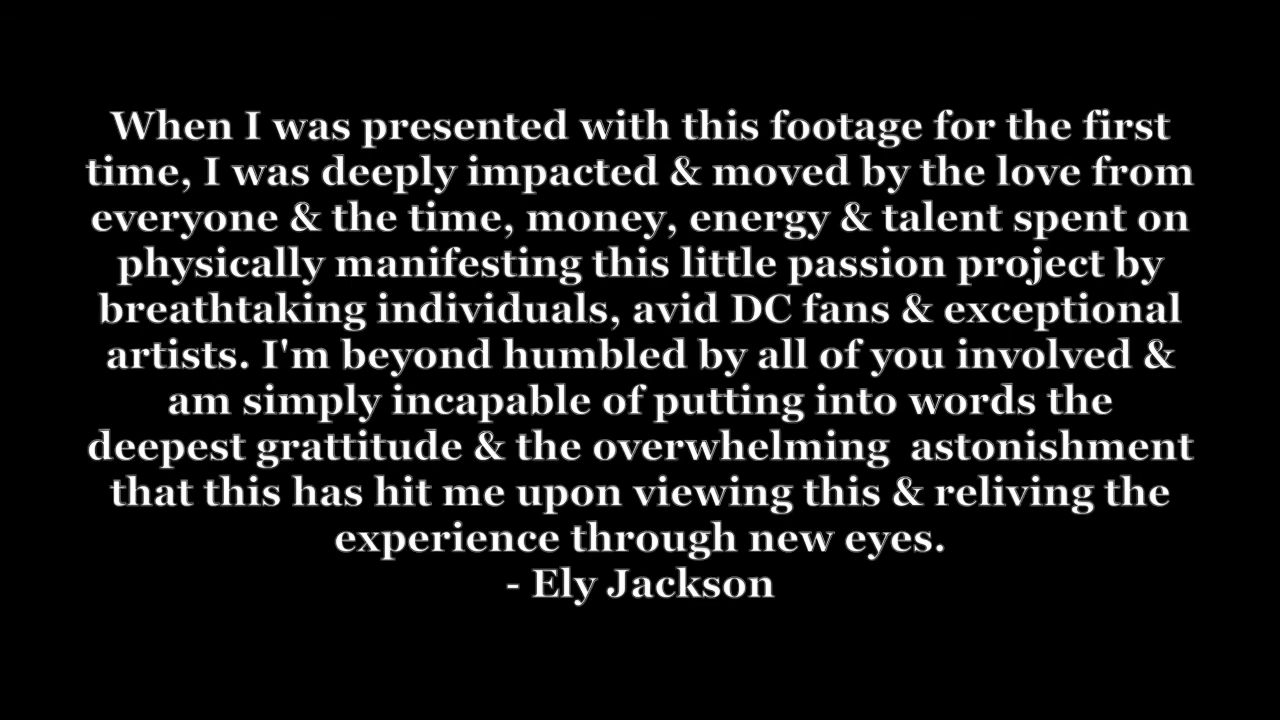 When I was presented with this footage for the first
time, I was deeply impacted & moved by the love from
everyone & the time, money, energy & talent spent on
physically manifesting this little passion project by
breathtaking individuals, avid DC fans & exceptional
artists. I'm beyond humbled by all of you involved &
am simply incapable of putting into words the
deepest grattitude & the overwhelming  astonishment
that this has hit me upon viewing this & reliving the
experience through new eyes.
- Ely Jackson